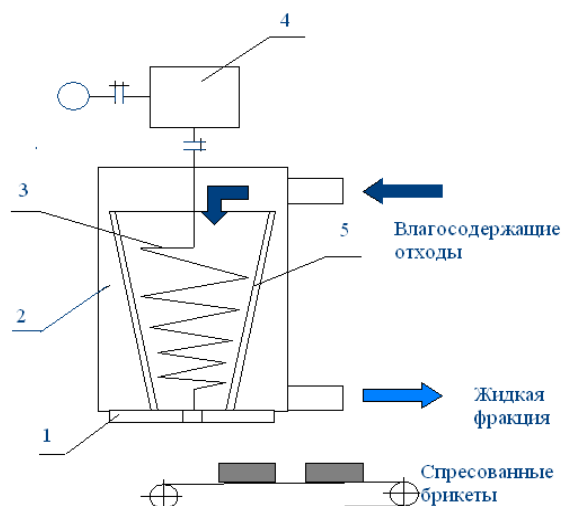 4
3
Влагосодержащие
отходы
5
2
Жидкая
фракция
1
Спресованные
брикеты